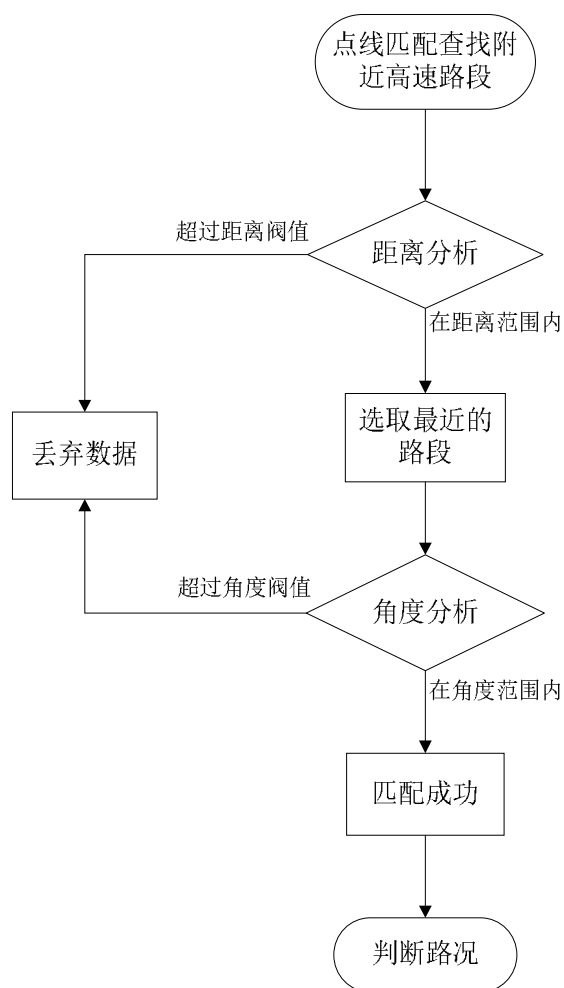 点线匹配查找附
近高速路段
超过距离阀值
距离分析
在距离范围内
丢弃数据
选取最近的
路段
超过角度阀值
角度分析
在角度范围内
匹配成功
判断路况